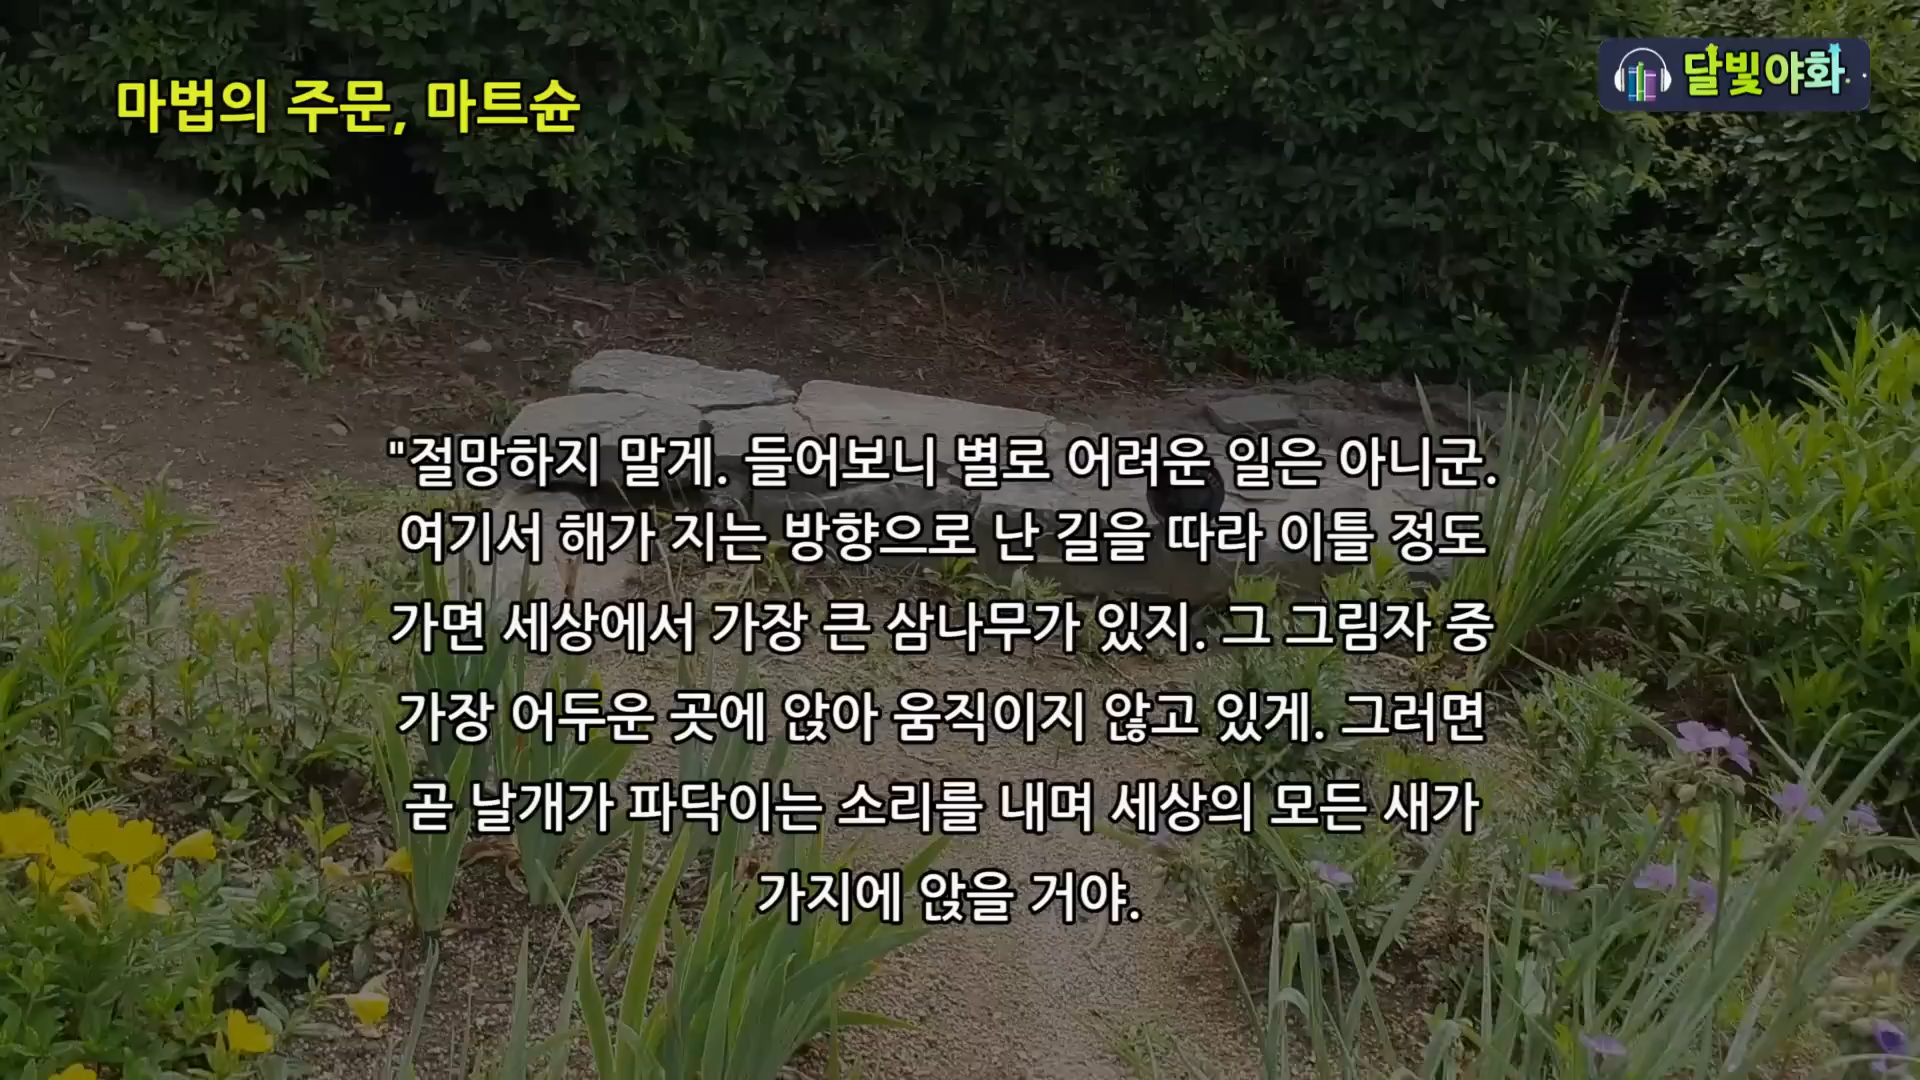 마법의 주문, 마트슌
달빛야화
"절망하지 말게. 들어보니 별로 어려운 일은 아니군.
여기서 해가 지는 방향으로 난 길을 따라 이틀 정도
가면 세상에서 가장 큰 삼나무가 있지. 그 그림자 중
가장 어두운 곳에 앉아 움직이지 않고 있게. 그러면
곧 날개가 파닥이는 소리를 내며 세상의 모든 새가
가지에 앉을 거야.